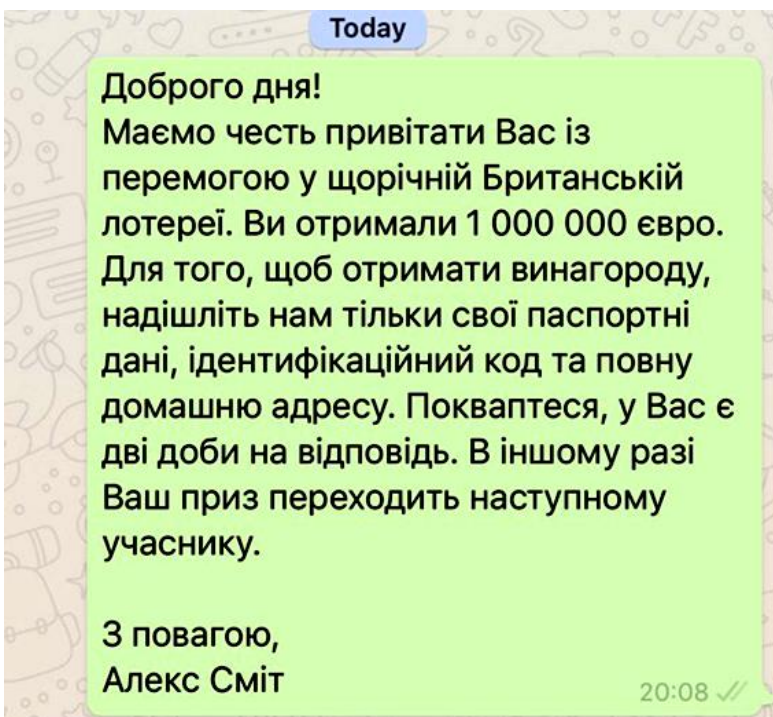 Today
Доброго дня!
Маємо честь привітати Вас із
перемогою у щорічній Британській
лотереї. Ви отримали 1 000 000 євро.
Для того, щоб отримати винагороду,
надішліть нам тільки свої паспортні
дані, ідентифікаційний код та повну
домашню адресу. Покваптеся, у Вас є
дві доби на відповідь. В іншому разі
Ваш приз переходить наступному
учаснику.
З повагою,
Алекс Сміт
20:08